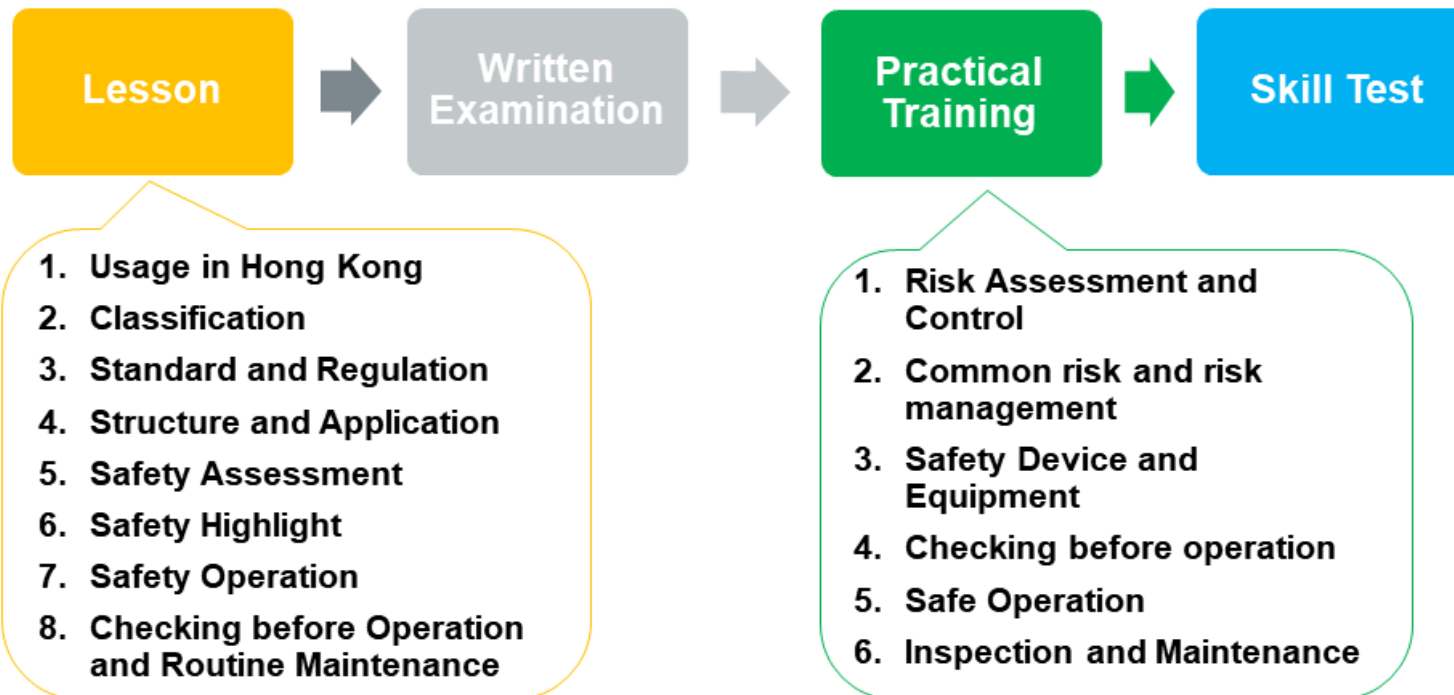 Lesson
Written
Examination
Practical
Training
Skill Test
1. Usage in Hong Kong
2. Classification
3. Standard and Regulation
4. Structure and Application
5. Safety Assessment
6. Safety Highlight
7. Safety Operation
8. Checking before Operation
and Routine Maintenance
1. Risk Assessment and
Control
2. Common risk and risk
management
3. Safety Device and
Equipment
4. Checking before operation
5. Safe Operation
6. Inspection and Maintenance